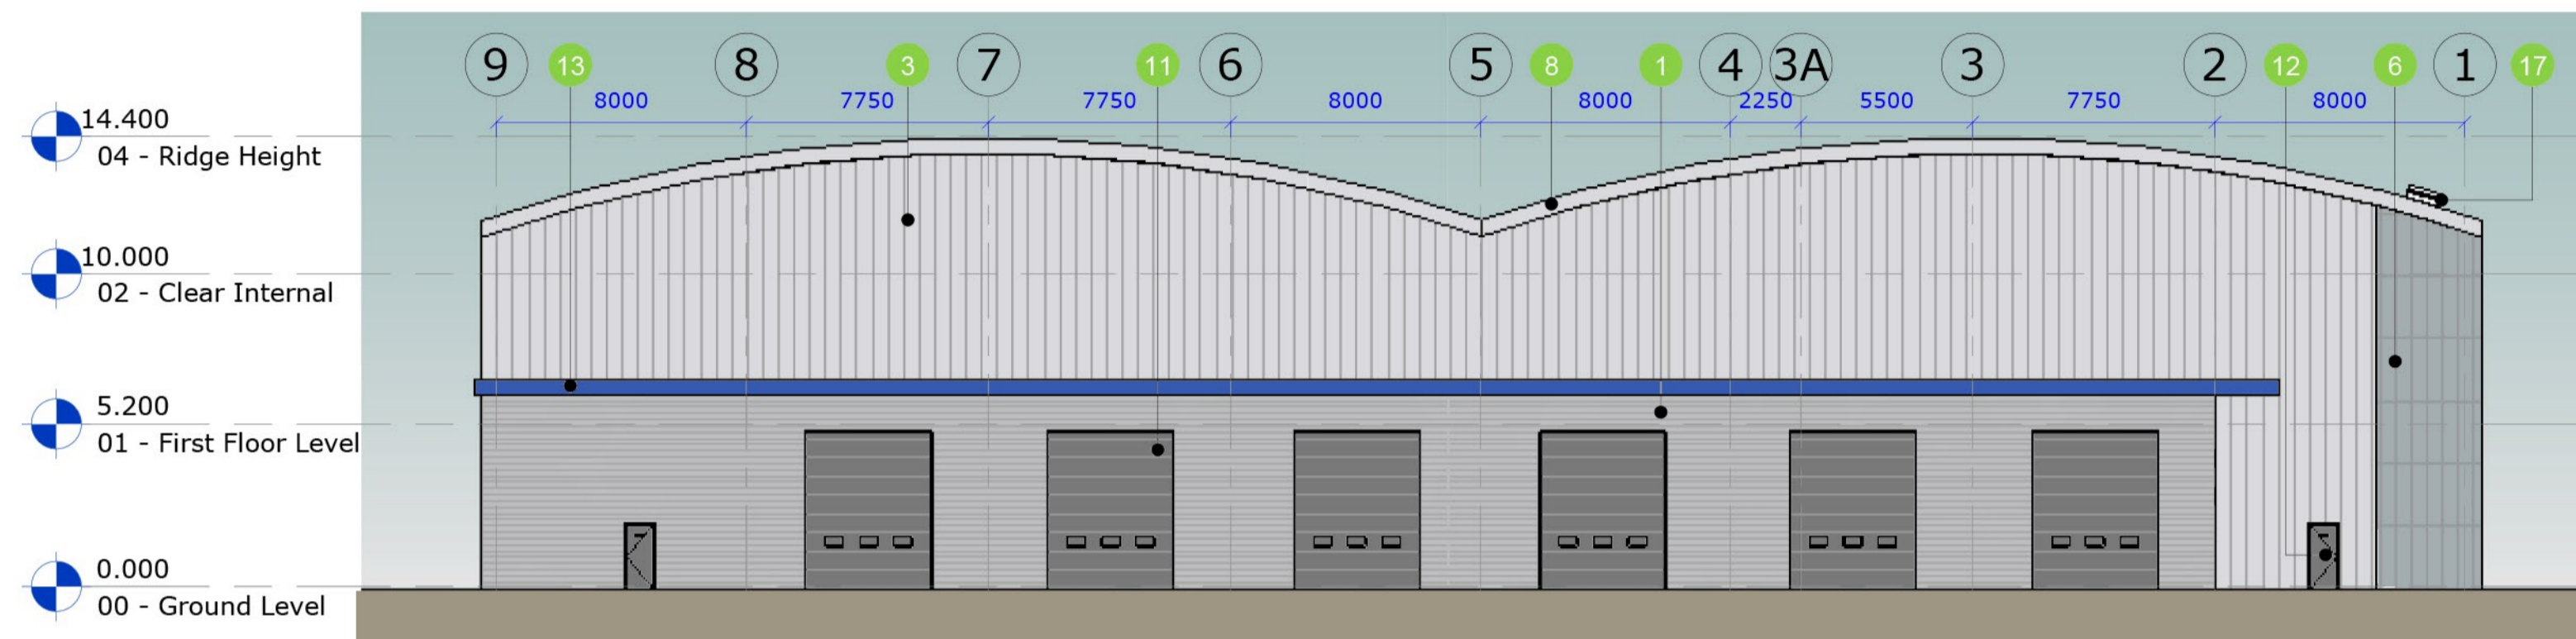 9 13 8 3 7 11 6 5 8 1 4 3A 3 2 12 6 1 17
8000 7750 7750 8000 8000 2250 5500 7750 8000
14.400
04 - Ridge Height
10.000
02 - Clear Internal
5.200
01 - First Floor Level
0.000
00 - Ground Level